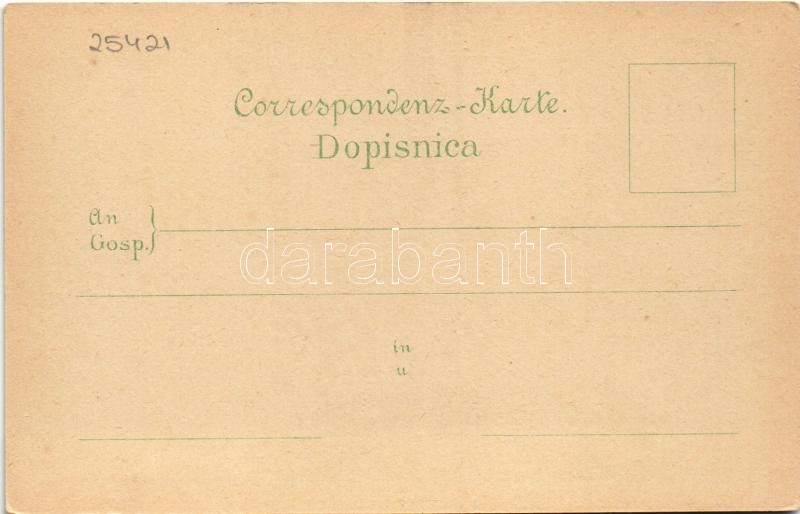 25421
Correspondenz-Karte.
Dopisnica
An
Gosp.}
darabanth
in
u